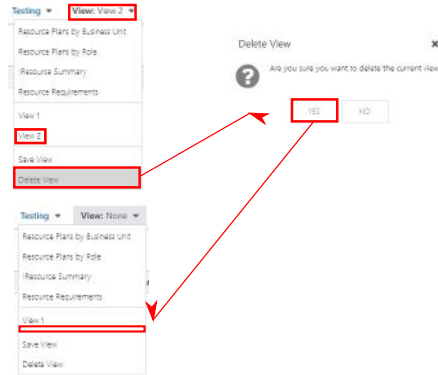 Testing View: View 2
Resource Plans by Business Unit
Resource Plans by Role
!Resource Summary
Resource Requirements
View 1
View 2
Save View
Delete View
Delete View
Are you sure you want to delete the current view
YES NO
Testing View: None
Resource Plans by Business Unit
Resource Plans by Role
!Resource Summary
Resource Requirements
View 1
Save View
Delete View